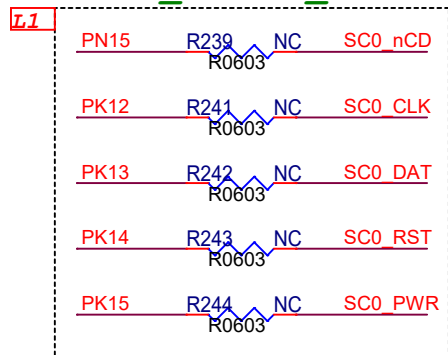 L1
PN15 R239 NC SC0_nCD
R0603
PK12 R241 NC SC0_CLK
R0603
PK13 R242 NC SC0_DAT
R0603
PK14 R243 NC SC0_RST
R0603
PK15 R244 NC SC0_PWR
R0603